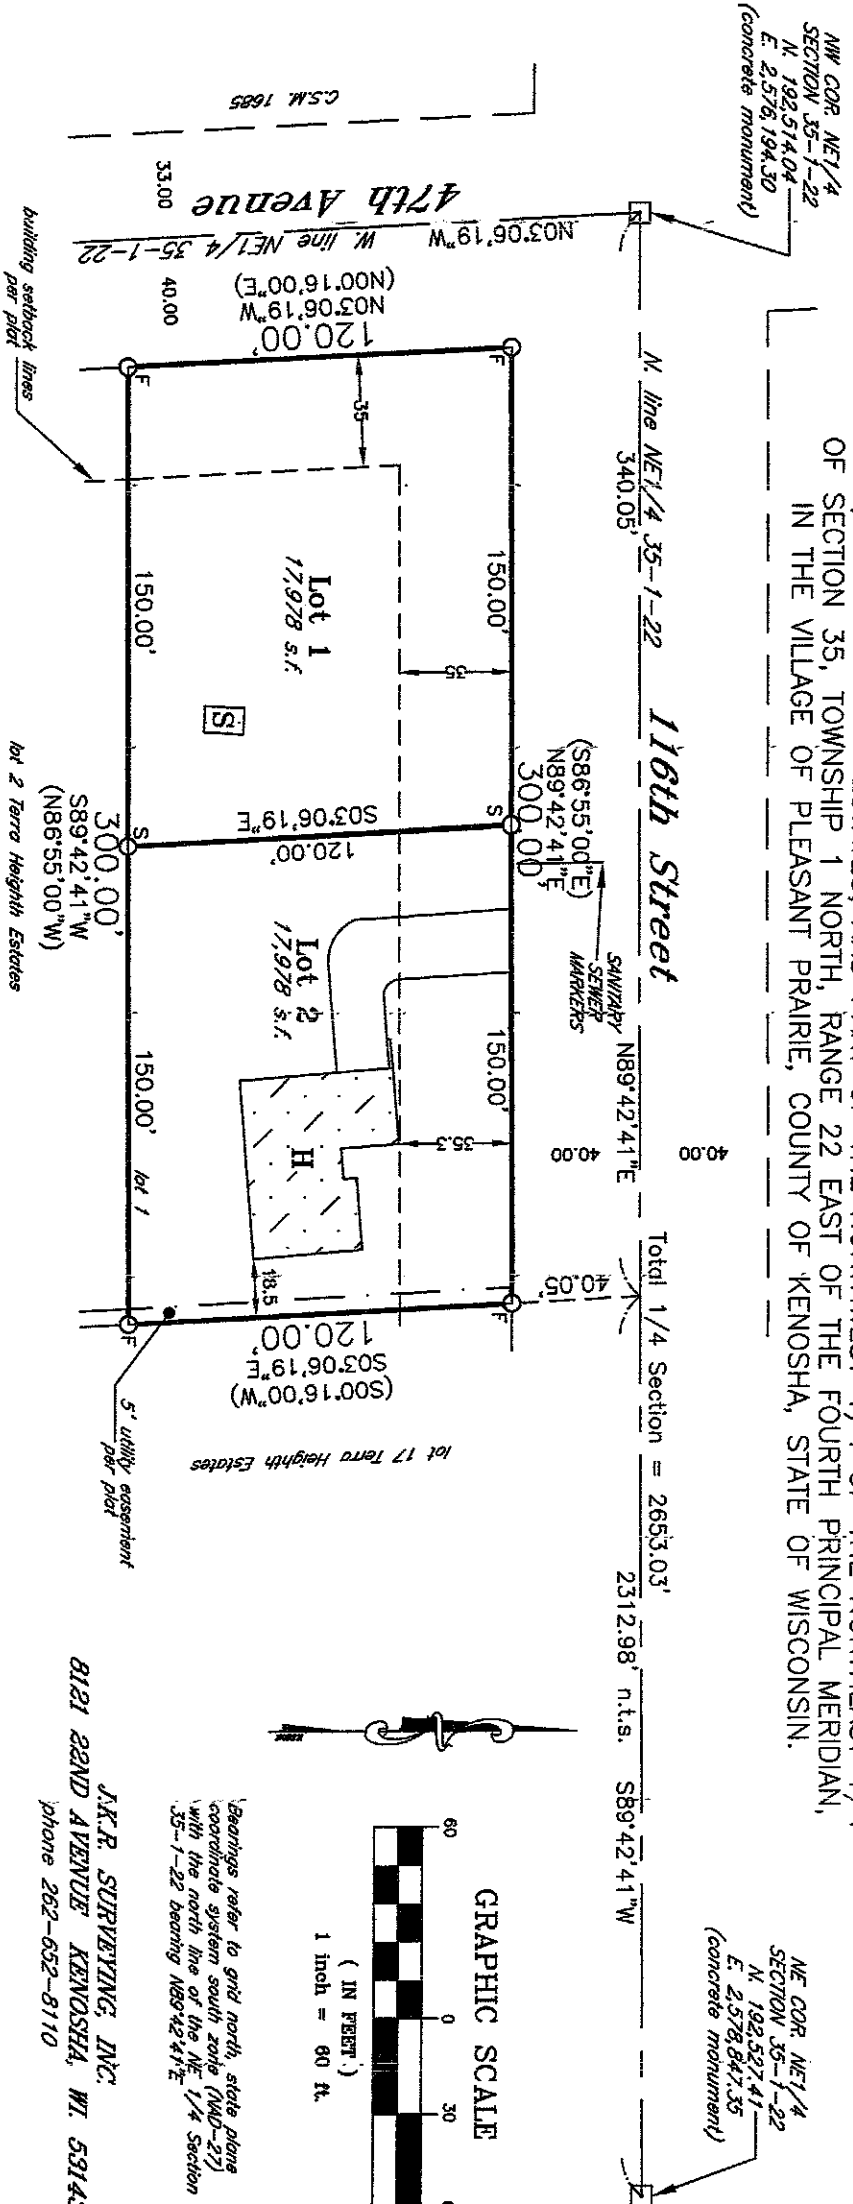 OF SECTION 35, TOWNSHIP 1 NORTH, RANGE 22 EAST OF THE FOURTH PRINCIPAL MERIDIAN,
IN THE VILLAGE OF PLEASANT PRAIRIE, COUNTY OF KENOSHA, STATE OF WISCONSIN.
NW COR. NE1/4
SECTION 35-1-22
N. 192,514.04
E. 2,576,194.30
(concrete monument)
NE COR. NE1/4
SECTION 35-1-22
N. 192,527.41
E. 2,578,847.35
(concrete monument)
N. line NE1/4 35-1-22
340.05'
116th Street
N89°42'41"E
Total 1/4 Section = 2653.03'
2312.98' n.t.s.
S89°42'41"W
40.00
40.00
40.05'
SANITARY
SEWER
MARKERS
C.S.M. 1685
47th Avenue
N03°06'19"W
W. line NE1/4 35-1-22
33.00
40.00
(N00°16'00"E)
N03°06'19"W
120.00'
(S86°55'00"E)
N89°42'41"E
300.00'
150.00'
150.00'
F
S
35
35
35.3
18.5
Lot 1
17,978 s.f.
S
S03°06'19"E
120.00'
Lot 2
17,978 s.f.
H
120.00'
S03°06'19"E
(S00°16'00"W)
F
S
F
F
150.00'
150.00'
lot 1
300.00'
S89°42'41"W
(N86°55'00"W)
lot 2 Terra Heighth Estates
lot 17 Terra Heighth Estates
building setback lines
per plat
5' utility easement
per plat
GRAPHIC SCALE
60
0
30
( IN FEET )
1 inch = 60 ft.
Bearings refer to grid north, state plane
coordinate system south zone (NAD-27)
with the north line of the NE 1/4 Section
35-1-22 bearing N89°42'41"E
J.K.R. SURVEYING, INC.
8121 22ND AVENUE KENOSHA, WI. 53143
phone 262-652-8110